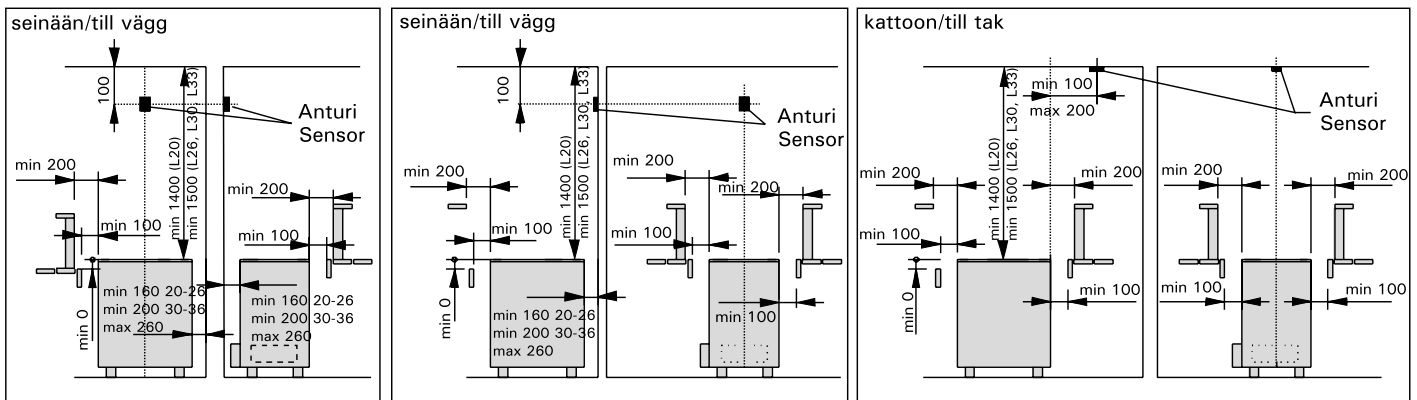 seinään/till vägg
100
min 1400 (L20)
min 1500 (L26, L30, L33)
Anturi
Sensor
min 200
min 100
min 200
min 100
min 0
min 160 20-26
min 200 30-36
max 260
min 160 20-26
min 200 30-36
max 260
seinään/till vägg
100
min 1400 (L20)
min 1500 (L26, L30, L33)
Anturi
Sensor
min 200
min 100
min 200
min 200
min 100
min 0
min 160 20-26
min 200 30-36
max 260
min 100
kattoon/till tak
min 100
max 200
min 1400 (L20)
min 1500 (L26, L30, L33)
Anturi
Sensor
min 200
min 200
min 200
min 200
min 100
min 0
min 100
min 100
min 100